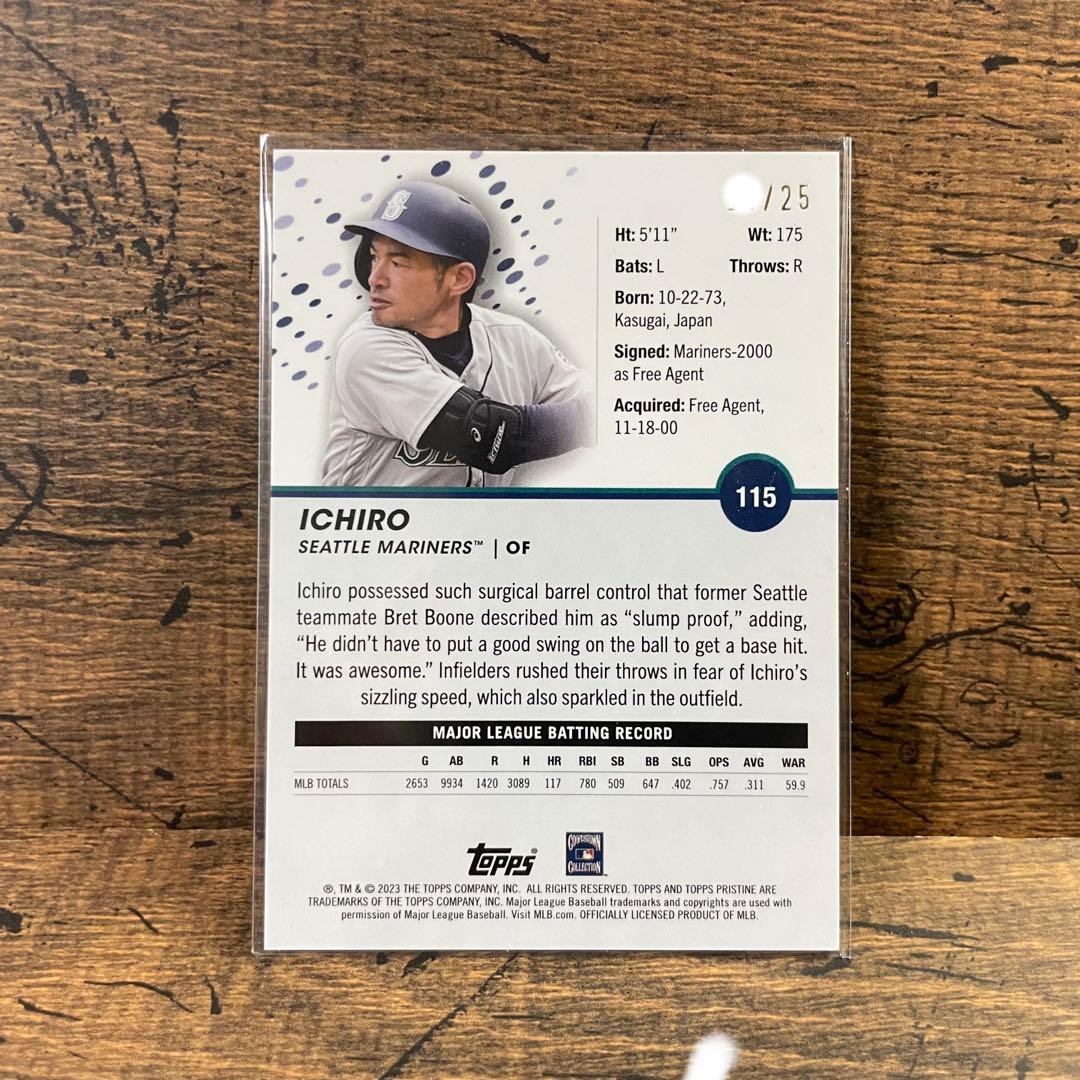 /25
Ht: 5'11" Wt: 175
Bats: L Throws: R
Born: 10-22-73,
Kasugai, Japan
Signed: Mariners-2000
as Free Agent
Acquired: Free Agent,
11-18-00
S
115
ICHIRO
SEATTLE MARINERS™ | OF
Ichiro possessed such surgical barrel control that former Seattle
teammate Bret Boone described him as “slump proof,” adding,
“He didn’t have to put a good swing on the ball to get a base hit.
It was awesome.” Infielders rushed their throws in fear of Ichiro’s
sizzling speed, which also sparkled in the outfield.
MAJOR LEAGUE BATTING RECORD
G AB R H HR RBI SB BB SLG OPS AVG WAR
MLB TOTALS 2653 9934 1420 3089 117 780 509 647 .402 .757 .311 59.9
topps®
COOPERSTOWN
COLLECTION™
®, TM & © 2023 THE TOPPS COMPANY, INC. ALL RIGHTS RESERVED. TOPPS AND TOPPS PRISTINE ARE
TRADEMARKS OF THE TOPPS COMPANY, INC. Major League Baseball trademarks and copyrights are used with
permission of Major League Baseball. Visit MLB.com. OFFICIALLY LICENSED PRODUCT OF MLB.